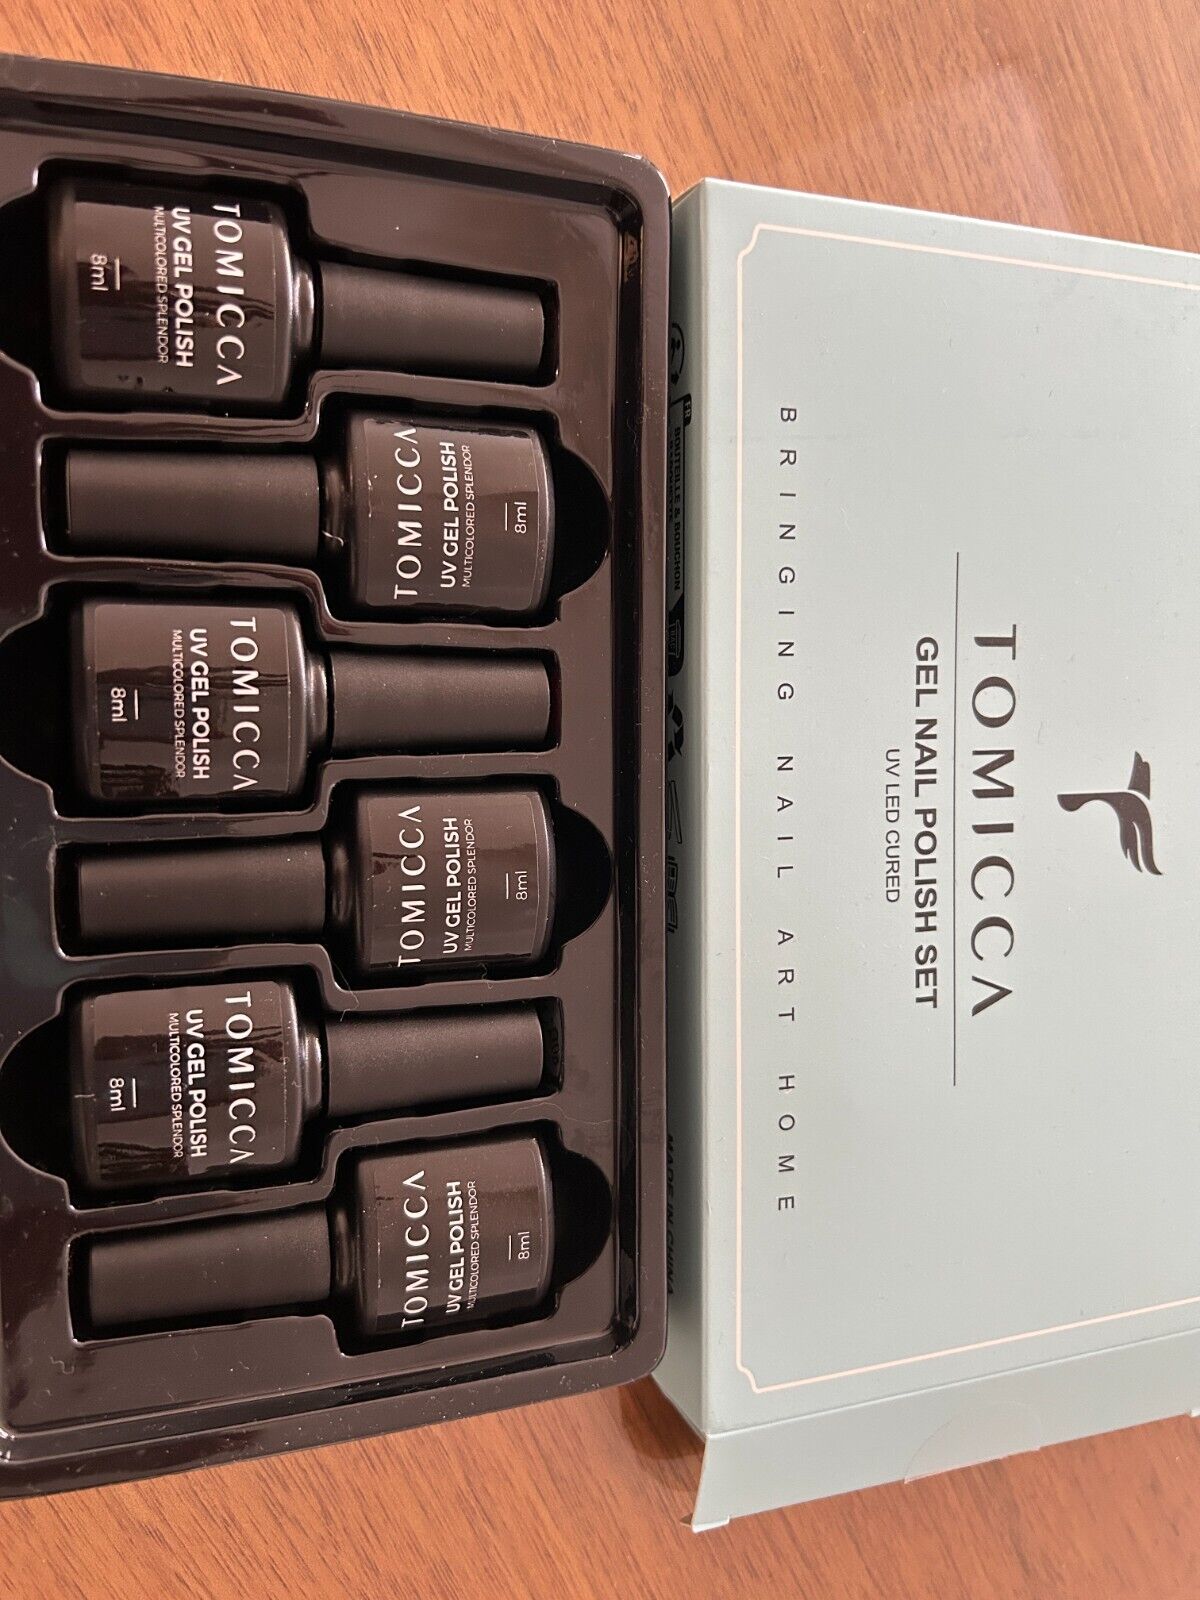 TOMICCA
UV GEL POLISH
MULTICOLORED SPLENDOR
8ml
TOMICCA
UV GEL POLISH
MULTICOLORED SPLENDOR
8ml
TOMICCA
UV GEL POLISH
MULTICOLORED SPLENDOR
8ml
TOMICCA
UV GEL POLISH
MULTICOLORED SPLENDOR
8ml
TOMICCA
UV GEL POLISH
MULTICOLORED SPLENDOR
8ml
TOMICCA
UV GEL POLISH
MULTICOLORED SPLENDOR
8ml
TOMICCA
GEL NAIL POLISH SET
UV LED CURED
BRINGING NAIL ART HOME
FR
BOUTEILLE & BOUCHON
MADE IN CHINA